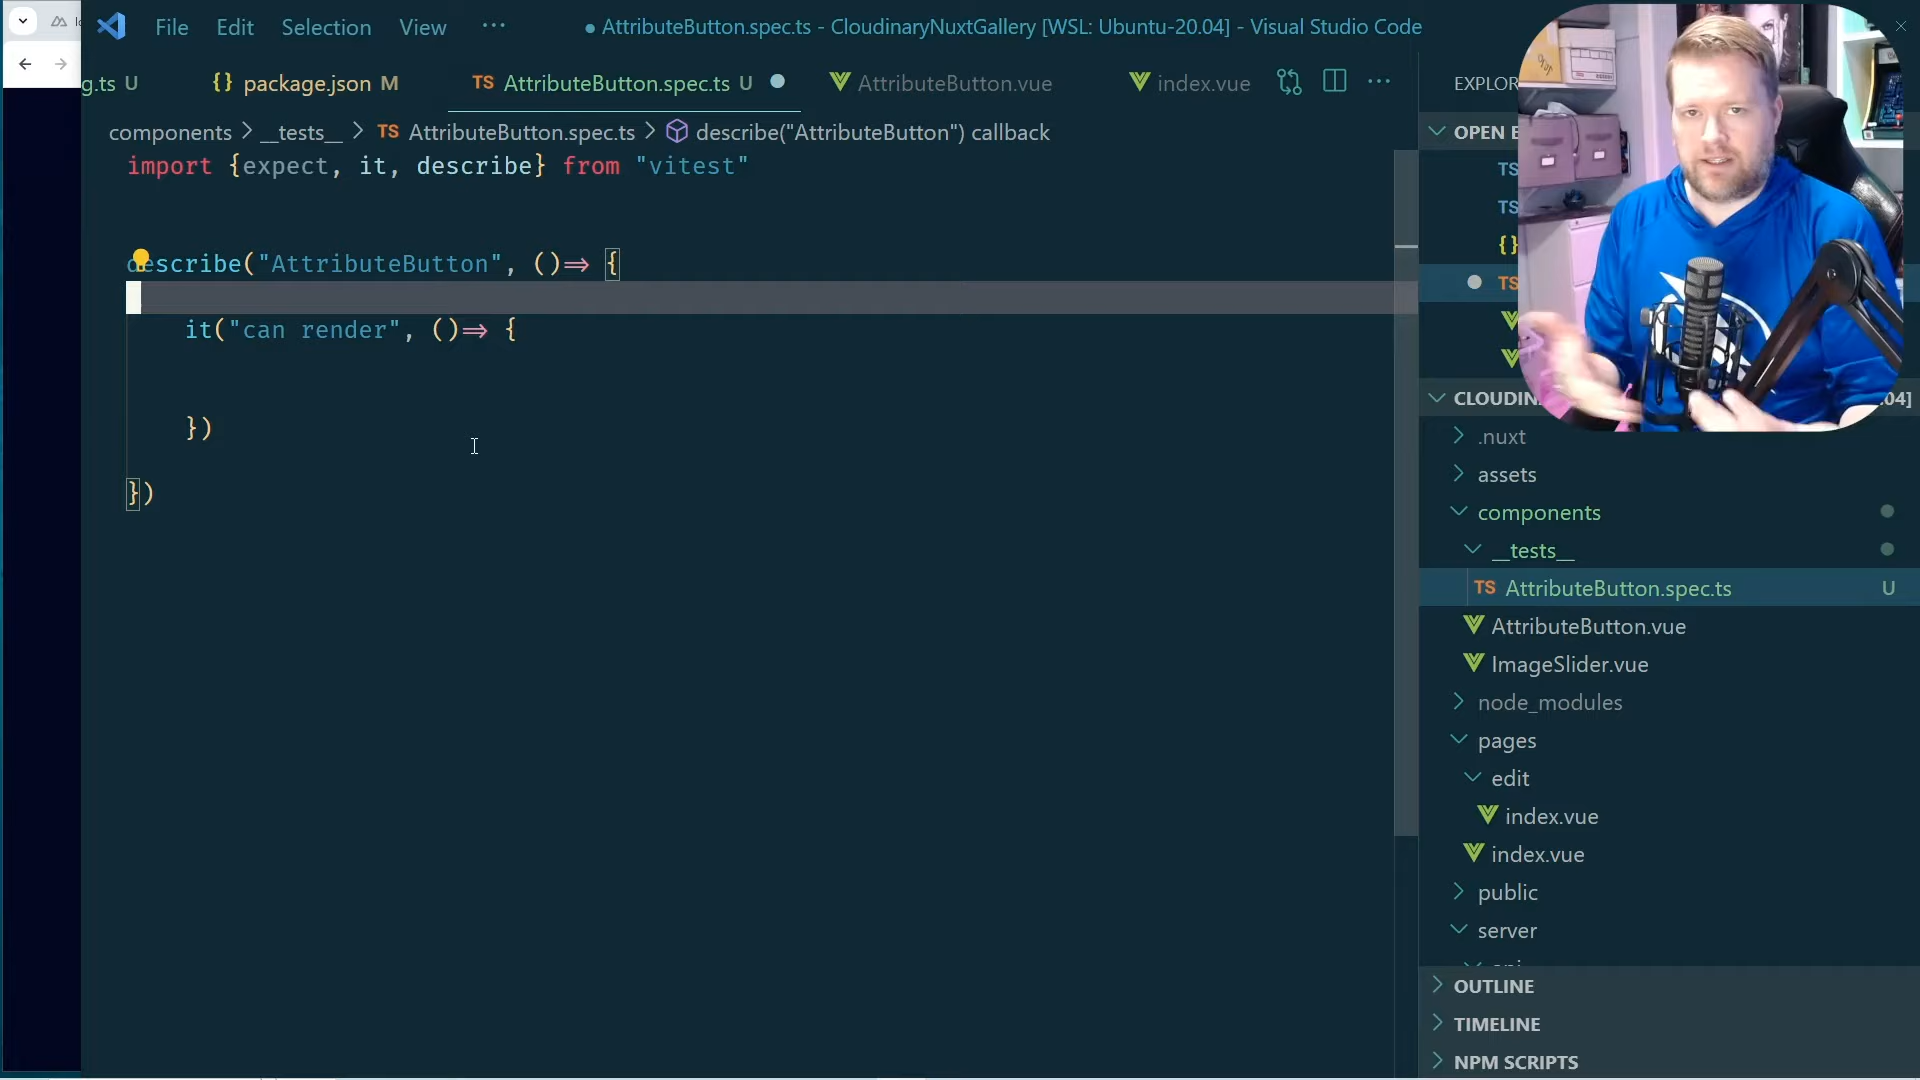 File Edit Selection View ··· ● AttributeButton.spec.ts - CloudinaryNuxtGallery [WSL: Ubuntu-20.04] - Visual Studio Code
g.ts U {} package.json M TS AttributeButton.spec.ts U ● AttributeButton.vue index.vue ···
components > __tests__ > TS AttributeButton.spec.ts > describe("AttributeButton") callback
import {expect, it, describe} from "vitest"
describe("AttributeButton", ()=> {
it("can render", ()=> {
})
})
EXPLOR
OPEN E
TS
TS
{}
TS
CLOUDIN .04]
.nuxt
assets
components
__tests__
TS AttributeButton.spec.ts U
AttributeButton.vue
ImageSlider.vue
node_modules
pages
edit
index.vue
index.vue
public
server
OUTLINE
TIMELINE
NPM SCRIPTS